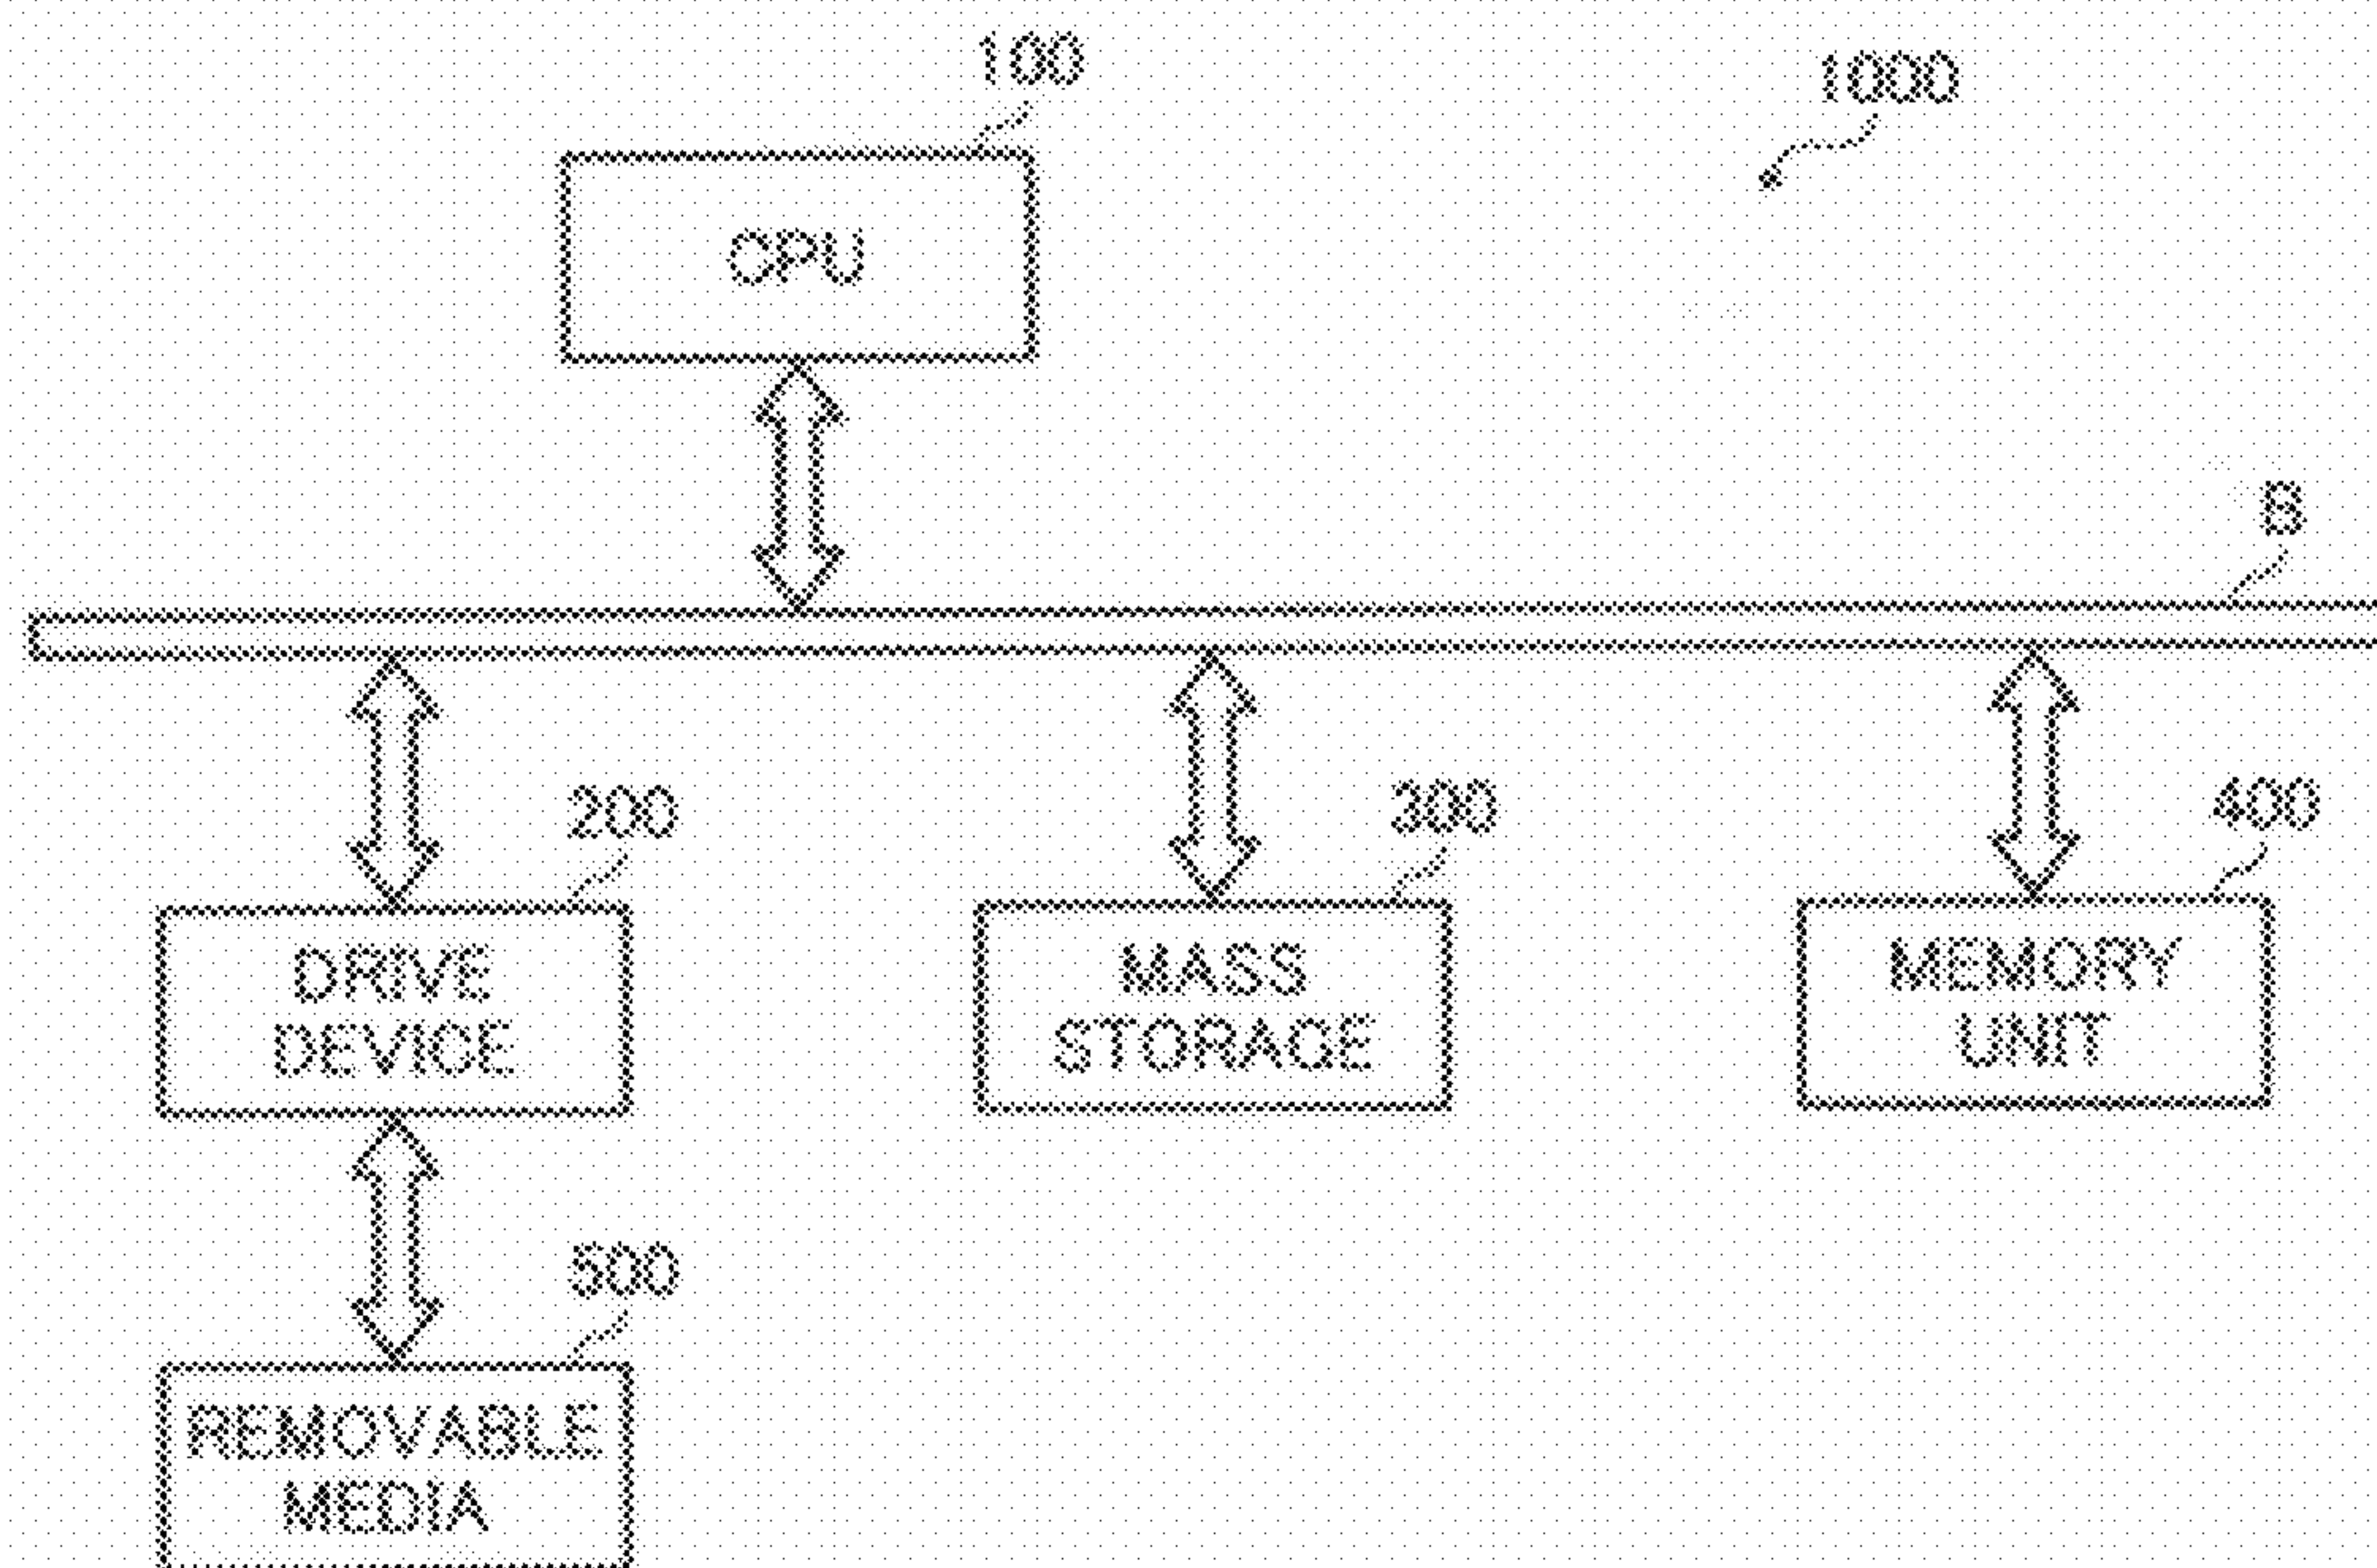 100
1000
CPU
B
200
300
400
DRIVE
DEVICE
MASS
STORAGE
MEMORY
UNIT
500
REMOVABLE
MEDIA